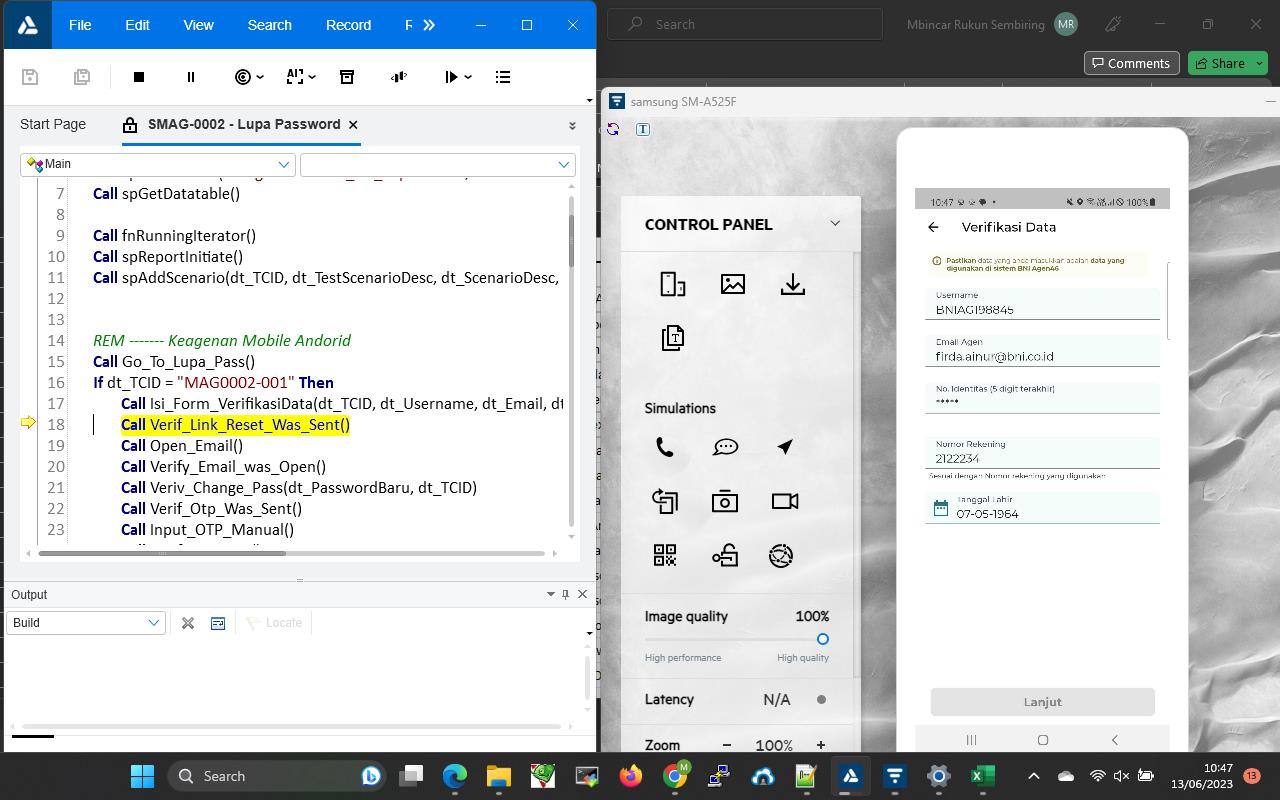 File Edit View Search Record
Search
Mbincar Rukun Sembiring MR
Comments
Share
Start Page
SMAG-0002 - Lupa Password
Main
7 Call spGetDatatable()
8
9 Call fnRunningIterator()
10 Call spReportInitiate()
11 Call spAddScenario(dt_TCID, dt_TestScenarioDesc, dt_ScenarioDesc,
12
13
14 REM ------- Keagenan Mobile Andorid
15 Call Go_To_Lupa_Pass()
16 If dt_TCID = "MAG0002-001" Then
17 Call Isi_Form_VerifikasiData(dt_TCID, dt_Username, dt_Email, dt
18 Call Verif_Link_Reset_Was_Sent()
19 Call Open_Email()
20 Call Verify_Email_was_Open()
21 Call Veriv_Change_Pass(dt_PasswordBaru, dt_TCID)
22 Call Verif_Otp_Was_Sent()
23 Call Input_OTP_Manual()
Output
Build
Locate
samsung SM-A525F
T
CONTROL PANEL
T
Simulations
Image quality 100%
High performance High quality
Latency N/A
Zoom − 100% +
10:47
100%
Verifikasi Data
Pastikan data yang anda masukkan adalah data yang
digunakan di sistem BNI Agen46
Username
BNIAG198845
Email Agen
firda.ainur@bni.co.id
No. Identitas (5 digit terakhir)
*****
Nomor Rekening
2122234
Sesuai dengan Nomor rekening yang digunakan
Tanggal Lahir
07-05-1964
Lanjut
Search
M
10:47
13/06/2023
13